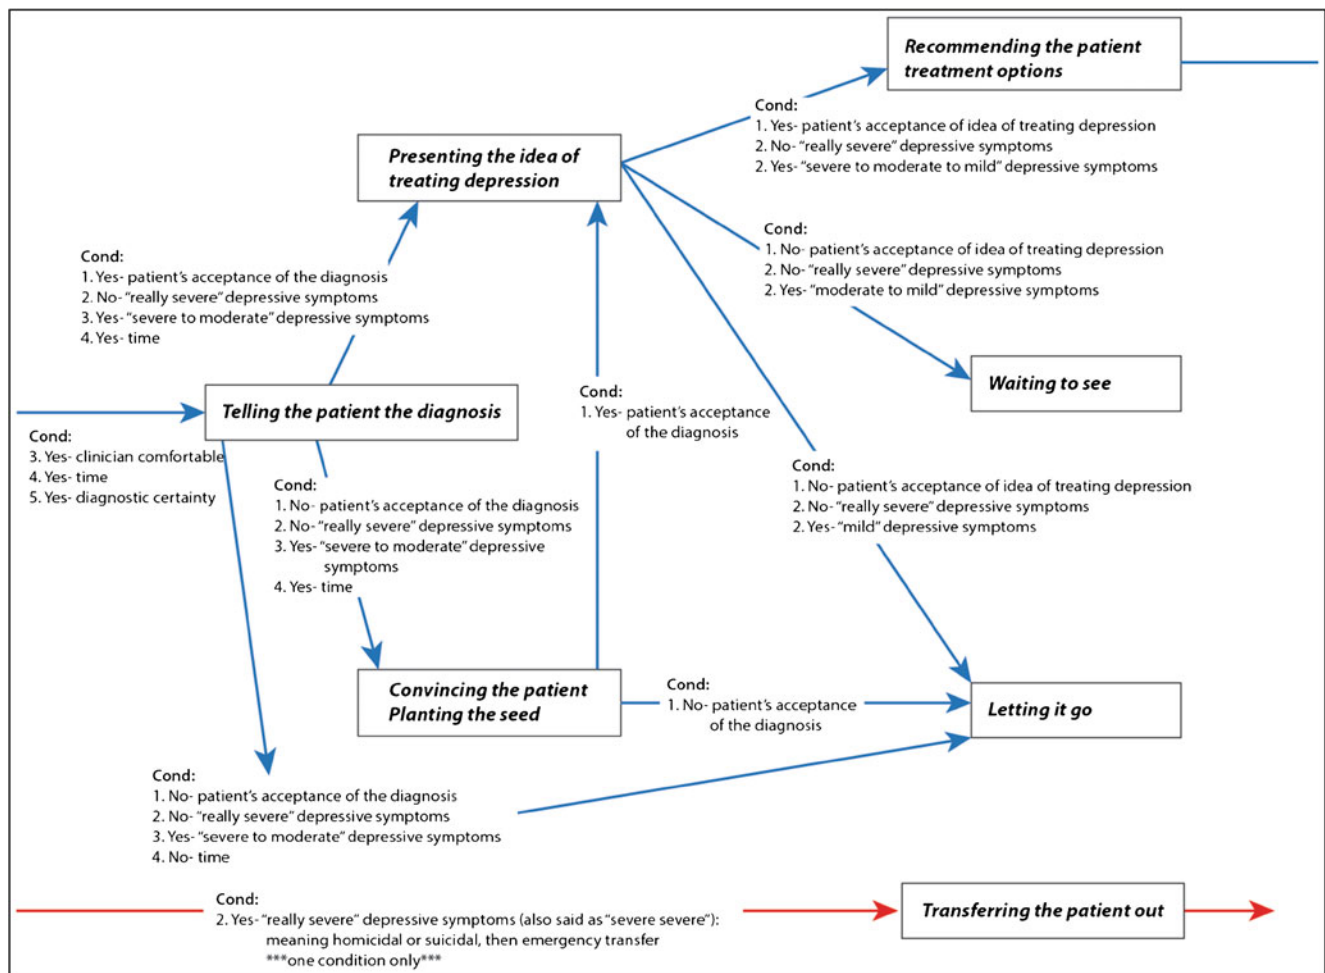 Recommending the patient
treatment options
Cond:
1. Yes- patient's acceptance of idea of treating depression
2. No- "really severe" depressive symptoms
2. Yes- "severe to moderate to mild" depressive symptoms
Presenting the idea of
treating depression
Cond:
1. No- patient's acceptance of idea of treating depression
2. No- "really severe" depressive symptoms
2. Yes- "moderate to mild" depressive symptoms
Cond:
1. Yes- patient's acceptance of the diagnosis
2. No- "really severe" depressive symptoms
3. Yes- "severe to moderate" depressive symptoms
4. Yes- time
Waiting to see
Telling the patient the diagnosis
Cond:
1. Yes- patient's acceptance
of the diagnosis
Cond:
3. Yes- clinician comfortable
4. Yes- time
5. Yes- diagnostic certainty
Cond:
1. No- patient's acceptance of the diagnosis
2. No- "really severe" depressive symptoms
3. Yes- "severe to moderate" depressive
symptoms
4. Yes- time
Cond:
1. No- patient's acceptance of idea of treating depression
2. No- "really severe" depressive symptoms
2. Yes- "mild" depressive symptoms
Convincing the patient
Planting the seed
Cond:
1. No- patient's acceptance
of the diagnosis
Letting it go
Cond:
1. No- patient's acceptance of the diagnosis
2. No- "really severe" depressive symptoms
3. Yes- "severe to moderate" depressive symptoms
4. No- time
Cond:
2. Yes- "really severe" depressive symptoms (also said as "severe severe"):
meaning homicidal or suicidal, then emergency transfer
***one condition only***
Transferring the patient out